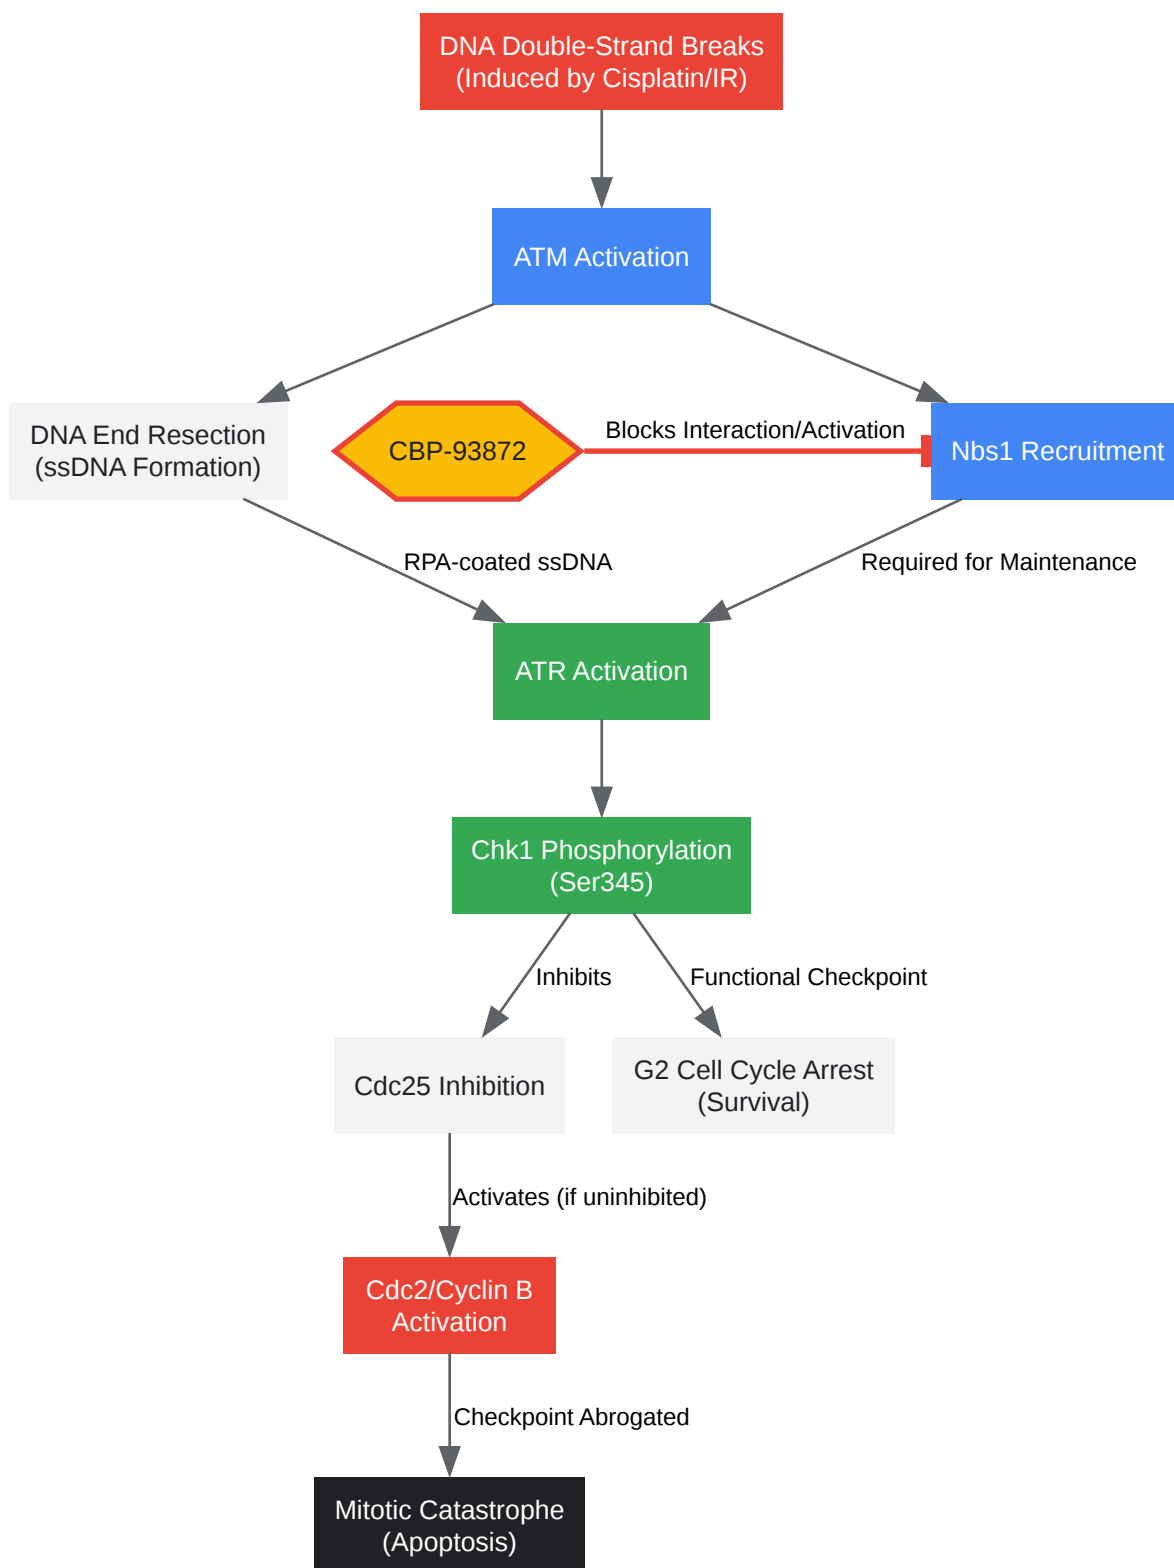 DNA Double-Strand Breaks
(Induced by Cisplatin/IR)
ATM Activation
DNA End Resection
(ssDNA Formation)
CBP-93872
Blocks Interaction/Activation
Nbs1 Recruitment
RPA-coated ssDNA
Required for Maintenance
ATR Activation
Chk1 Phosphorylation
(Ser345)
Inhibits
Functional Checkpoint
Cdc25 Inhibition
G2 Cell Cycle Arrest
(Survival)
Activates (if uninhibited)
Cdc2/Cyclin B
Activation
Checkpoint Abrogated
Mitotic Catastrophe
(Apoptosis)